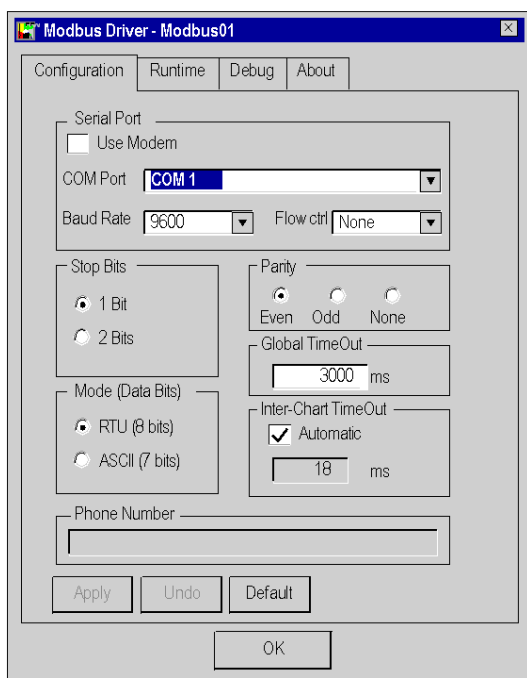 Modbus Driver - Modbus01
Configuration Runtime Debug About
Serial Port
Use Modem
COM Port COM 1
Baud Rate 9600 Flow ctrl None
Stop Bits
1 Bit
2 Bits
Parity
Even Odd None
Global TimeOut
3000 ms
Mode (Data Bits)
RTU (8 bits)
ASCII (7 bits)
Inter-Chart TimeOut
Automatic
18 ms
Phone Number
Apply Undo Default
OK